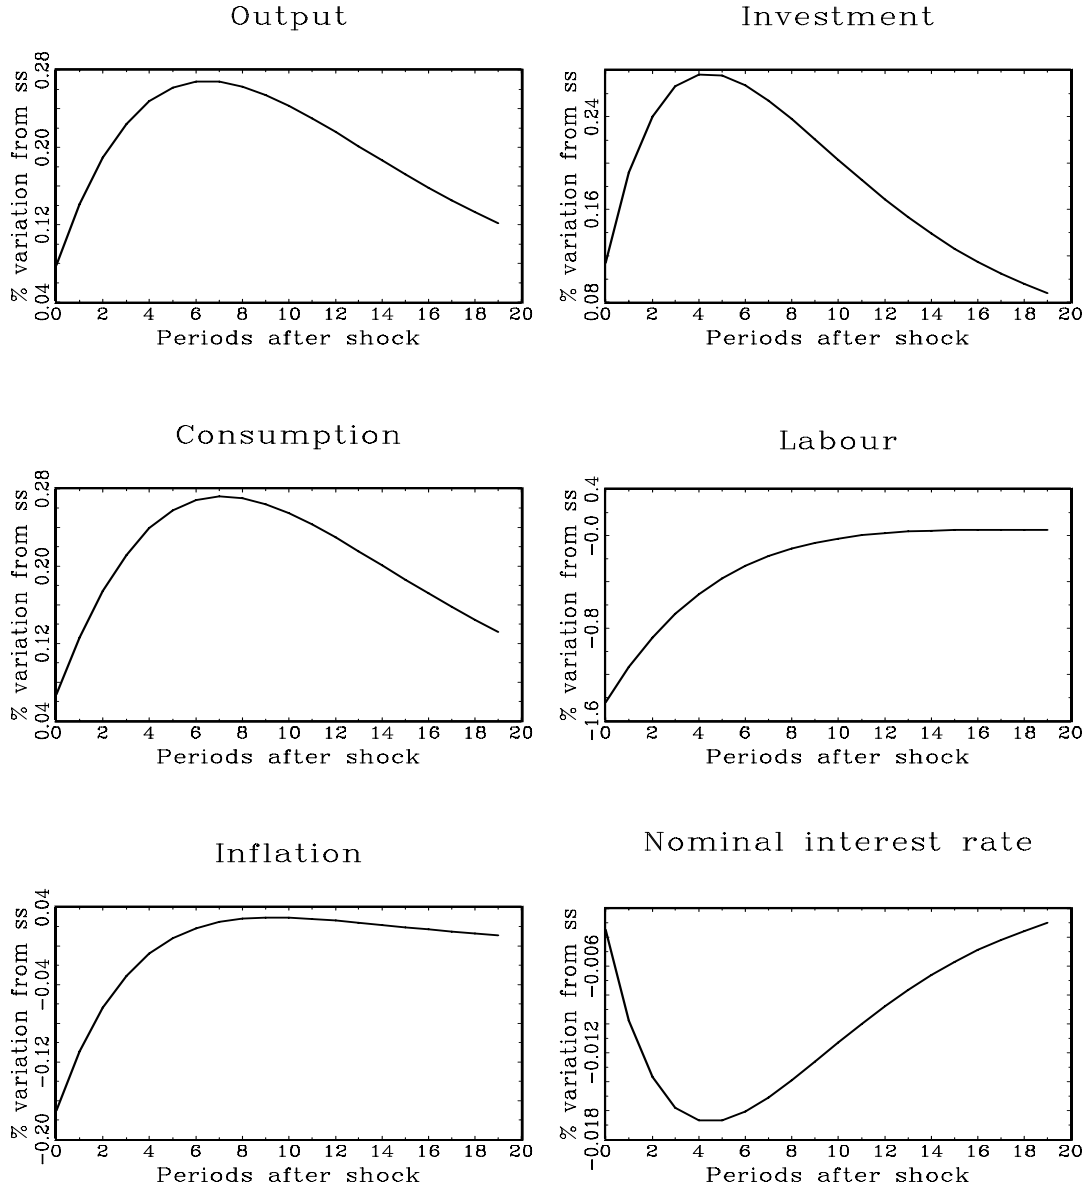 Output
% variation from ss
0.04 0.12 0.20 0.28
0 2 4 6 8 10 12 14 16 18 20
Periods after shock
Investment
% variation from ss
0.08 0.16 0.24
0 2 4 6 8 10 12 14 16 18 20
Periods after shock
Consumption
% variation from ss
0.04 0.12 0.20 0.28
0 2 4 6 8 10 12 14 16 18 20
Periods after shock
Labour
% variation from ss
-1.6 -0.8 -0.0 0.4
0 2 4 6 8 10 12 14 16 18 20
Periods after shock
Inflation
% variation from ss
-0.20 -0.12 -0.04 0.04
0 2 4 6 8 10 12 14 16 18 20
Periods after shock
Nominal interest rate
% variation from ss
-0.018 -0.012 -0.006
0 2 4 6 8 10 12 14 16 18 20
Periods after shock